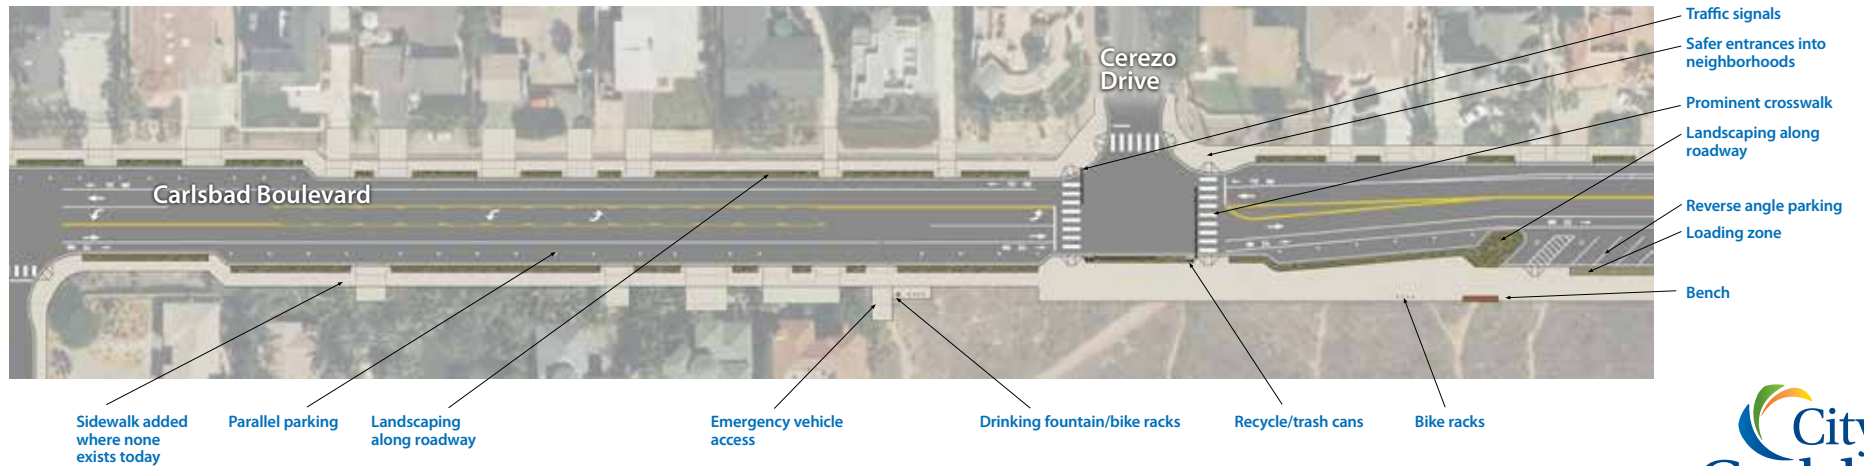 Traffic signals
Safer entrances into
neighborhoods
Cerezo
Drive
Prominent crosswalk
Landscaping along
roadway
Carlsbad Boulevard
Reverse angle parking
Loading zone
Bench
Sidewalk added
where none
exists today
Parallel parking
Landscaping
along roadway
Emergency vehicle
access
Drinking fountain/bike racks
Recycle/trash cans
Bike racks